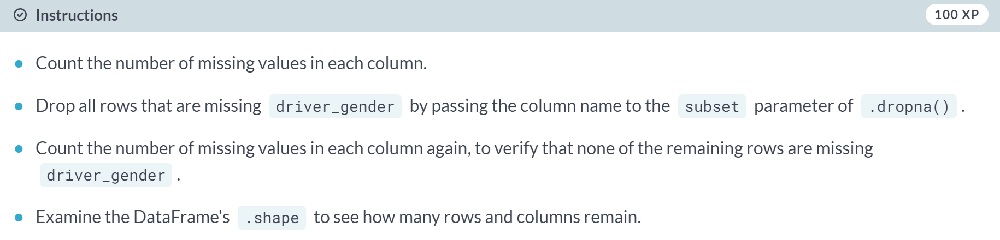 Instructions
100 XP
Count the number of missing values in each column.
Drop all rows that are missing driver_gender by passing the column name to the subset parameter of .dropna() .
Count the number of missing values in each column again, to verify that none of the remaining rows are missing
driver_gender .
Examine the DataFrame's .shape to see how many rows and columns remain.